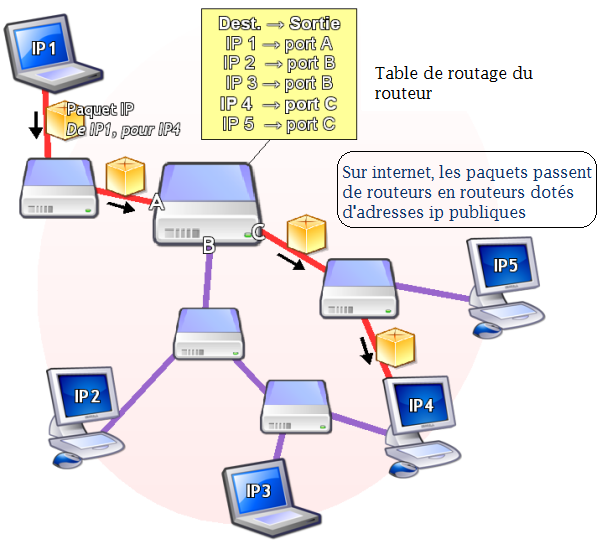 IP1
Dest. → Sortie
IP 1 → port A
IP 2 → port B
IP 3 → port B
IP 4 → port C
IP 5 → port C
Table de routage du
routeur
Paquet IP
De IP1, pour IP4
Sur internet, les paquets passent
de routeurs en routeurs dotés
d'adresses ip publiques
A
B
C
IP5
IP2
IP4
IP3